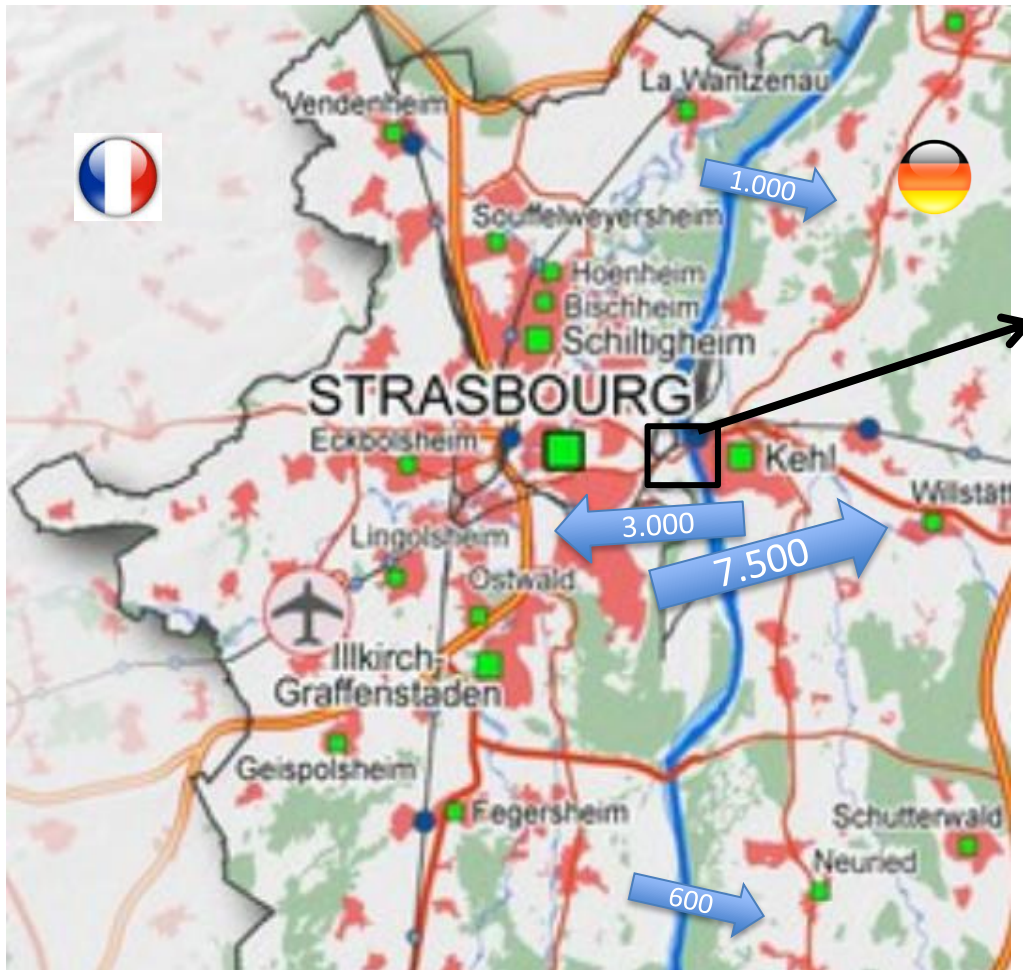 La Wantzenau
Vendenheim
1.000
Souffelweyersheim
Hoenheim
Bischheim
Schiltigheim
STRASBOURG
Eckbolsheim
Kehl
Willstätt
3.000
Lingolsheim
7.500
Ostwald
Illkirch-
Graffenstaden
Geispolsheim
Fegersheim
Schutterwald
Neuried
600